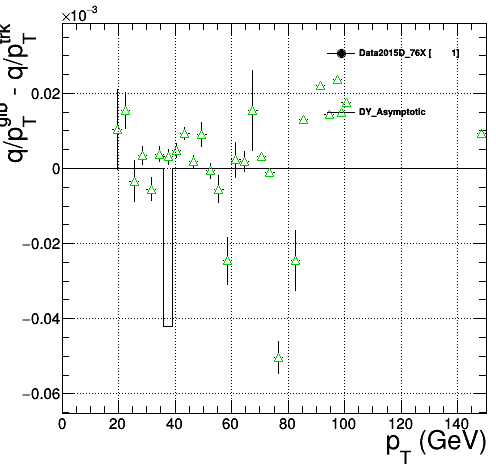 ×10⁻³
q/p_T^glb - q/p_T^trk
Data2015D_76X [ 1]
DY_Asymptotic
0.02
0
−0.02
−0.04
−0.06
0 20 40 60 80 100 120 140
p_T (GeV)